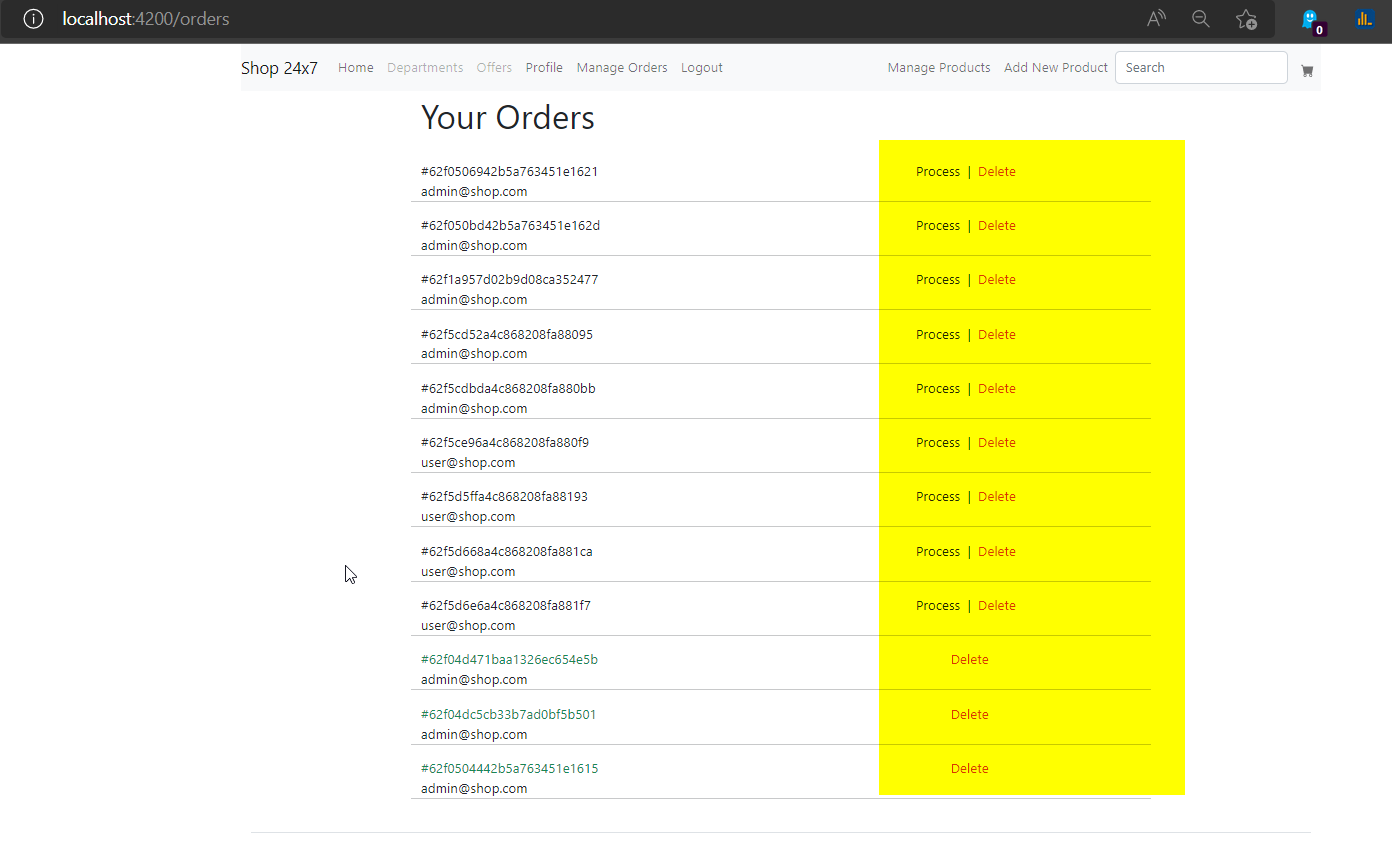 localhost:4200/orders
0
Shop 24x7 Home Departments Offers Profile Manage Orders Logout Manage Products Add New Product Search
Your Orders
#62f0506942b5a763451e1621 Process | Delete
admin@shop.com
#62f050bd42b5a763451e162d Process | Delete
admin@shop.com
#62f1a957d02b9d08ca352477 Process | Delete
admin@shop.com
#62f5cd52a4c868208fa88095 Process | Delete
admin@shop.com
#62f5cdbda4c868208fa880bb Process | Delete
admin@shop.com
#62f5ce96a4c868208fa880f9 Process | Delete
user@shop.com
#62f5d5ffa4c868208fa88193 Process | Delete
user@shop.com
#62f5d668a4c868208fa881ca Process | Delete
user@shop.com
#62f5d6e6a4c868208fa881f7 Process | Delete
user@shop.com
#62f04d471baa1326ec654e5b Delete
admin@shop.com
#62f04dc5cb33b7ad0bf5b501 Delete
admin@shop.com
#62f0504442b5a763451e1615 Delete
admin@shop.com